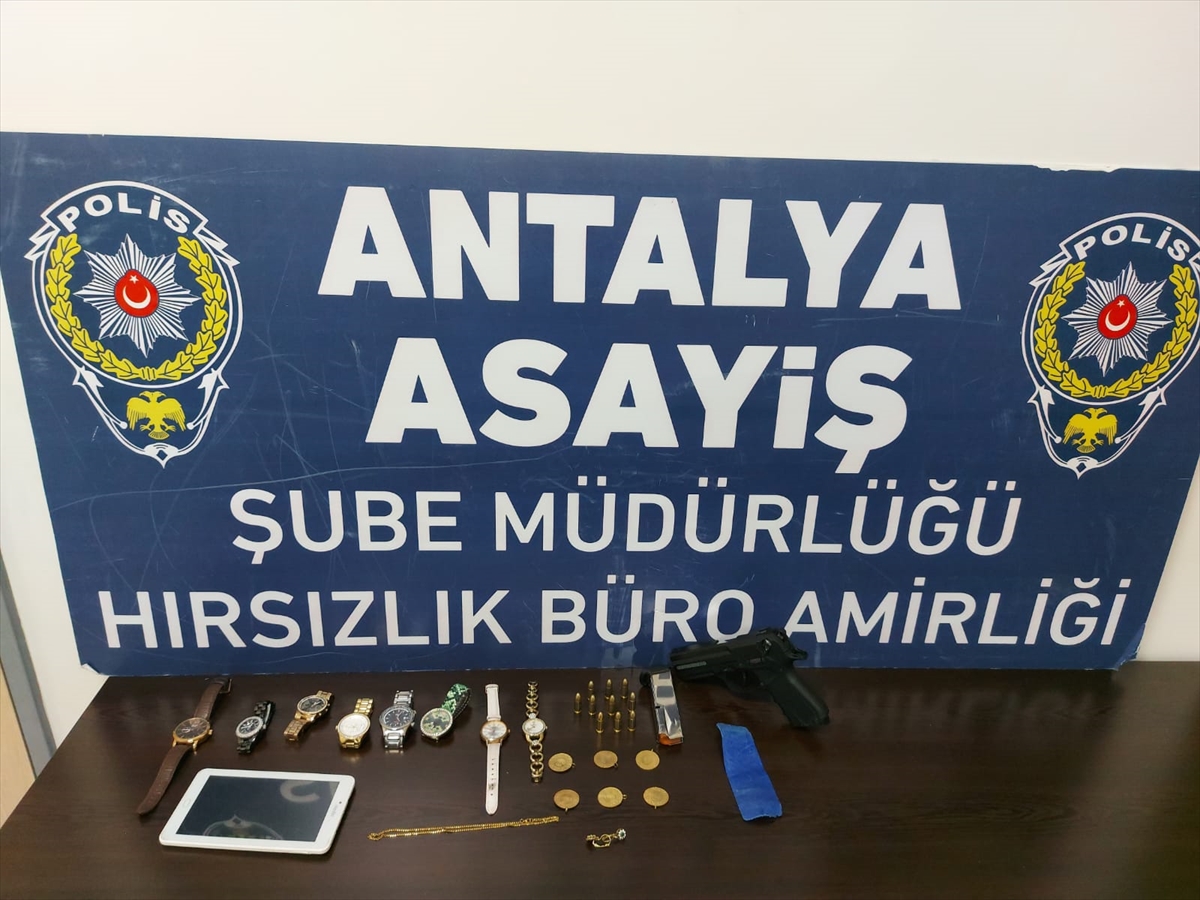 POLİS
POLİS
ANTALYA
ASAYİŞ
ŞUBE MÜDÜRLÜĞÜ
HIRSIZLIK BÜRO AMİRLİĞİ